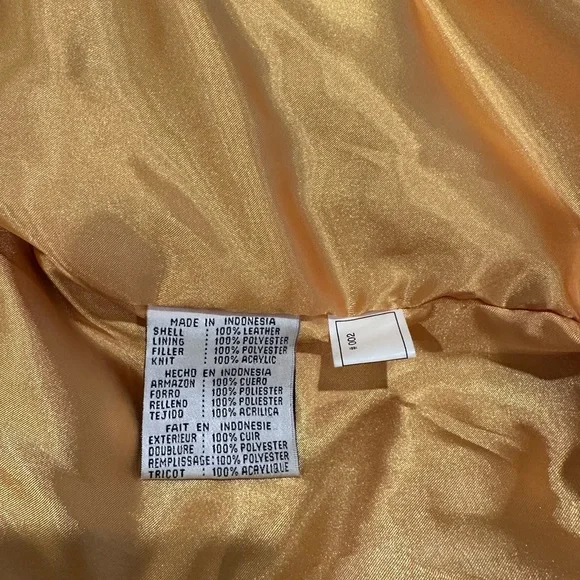 MADE IN INDONESIA
SHELL : 100% LEATHER
LINING : 100% POLYESTER
FILLER : 100% POLYESTER
KNIT : 100% ACRYLIC
HECHO EN INDONESIA
ARMAZON : 100% CUERO
FORRO : 100% POLIESTER
RELLEND : 100% POLIESTER
TEJIDO : 100% ACRILICA
FAIT EN INDONESIE
EXTERIEUR : 100% CUIR
DOUBLURE : 100% POLYESTER
REMPLISSAGE: 100% POLYESTER
TRICOT : 100% ACRYLIQUE
# 002